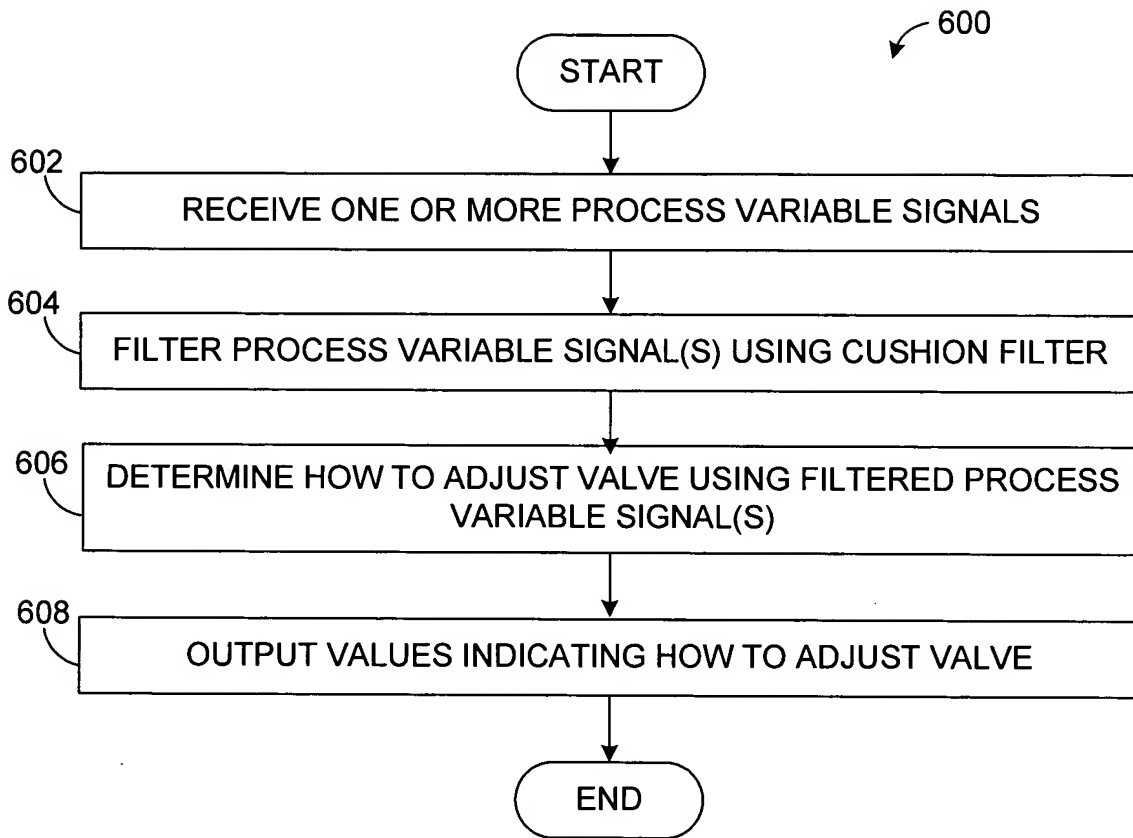 600
START
602
RECEIVE ONE OR MORE PROCESS VARIABLE SIGNALS
604
FILTER PROCESS VARIABLE SIGNAL(S) USING CUSHION FILTER
606
DETERMINE HOW TO ADJUST VALVE USING FILTERED PROCESS
VARIABLE SIGNAL(S)
608
OUTPUT VALUES INDICATING HOW TO ADJUST VALVE
END